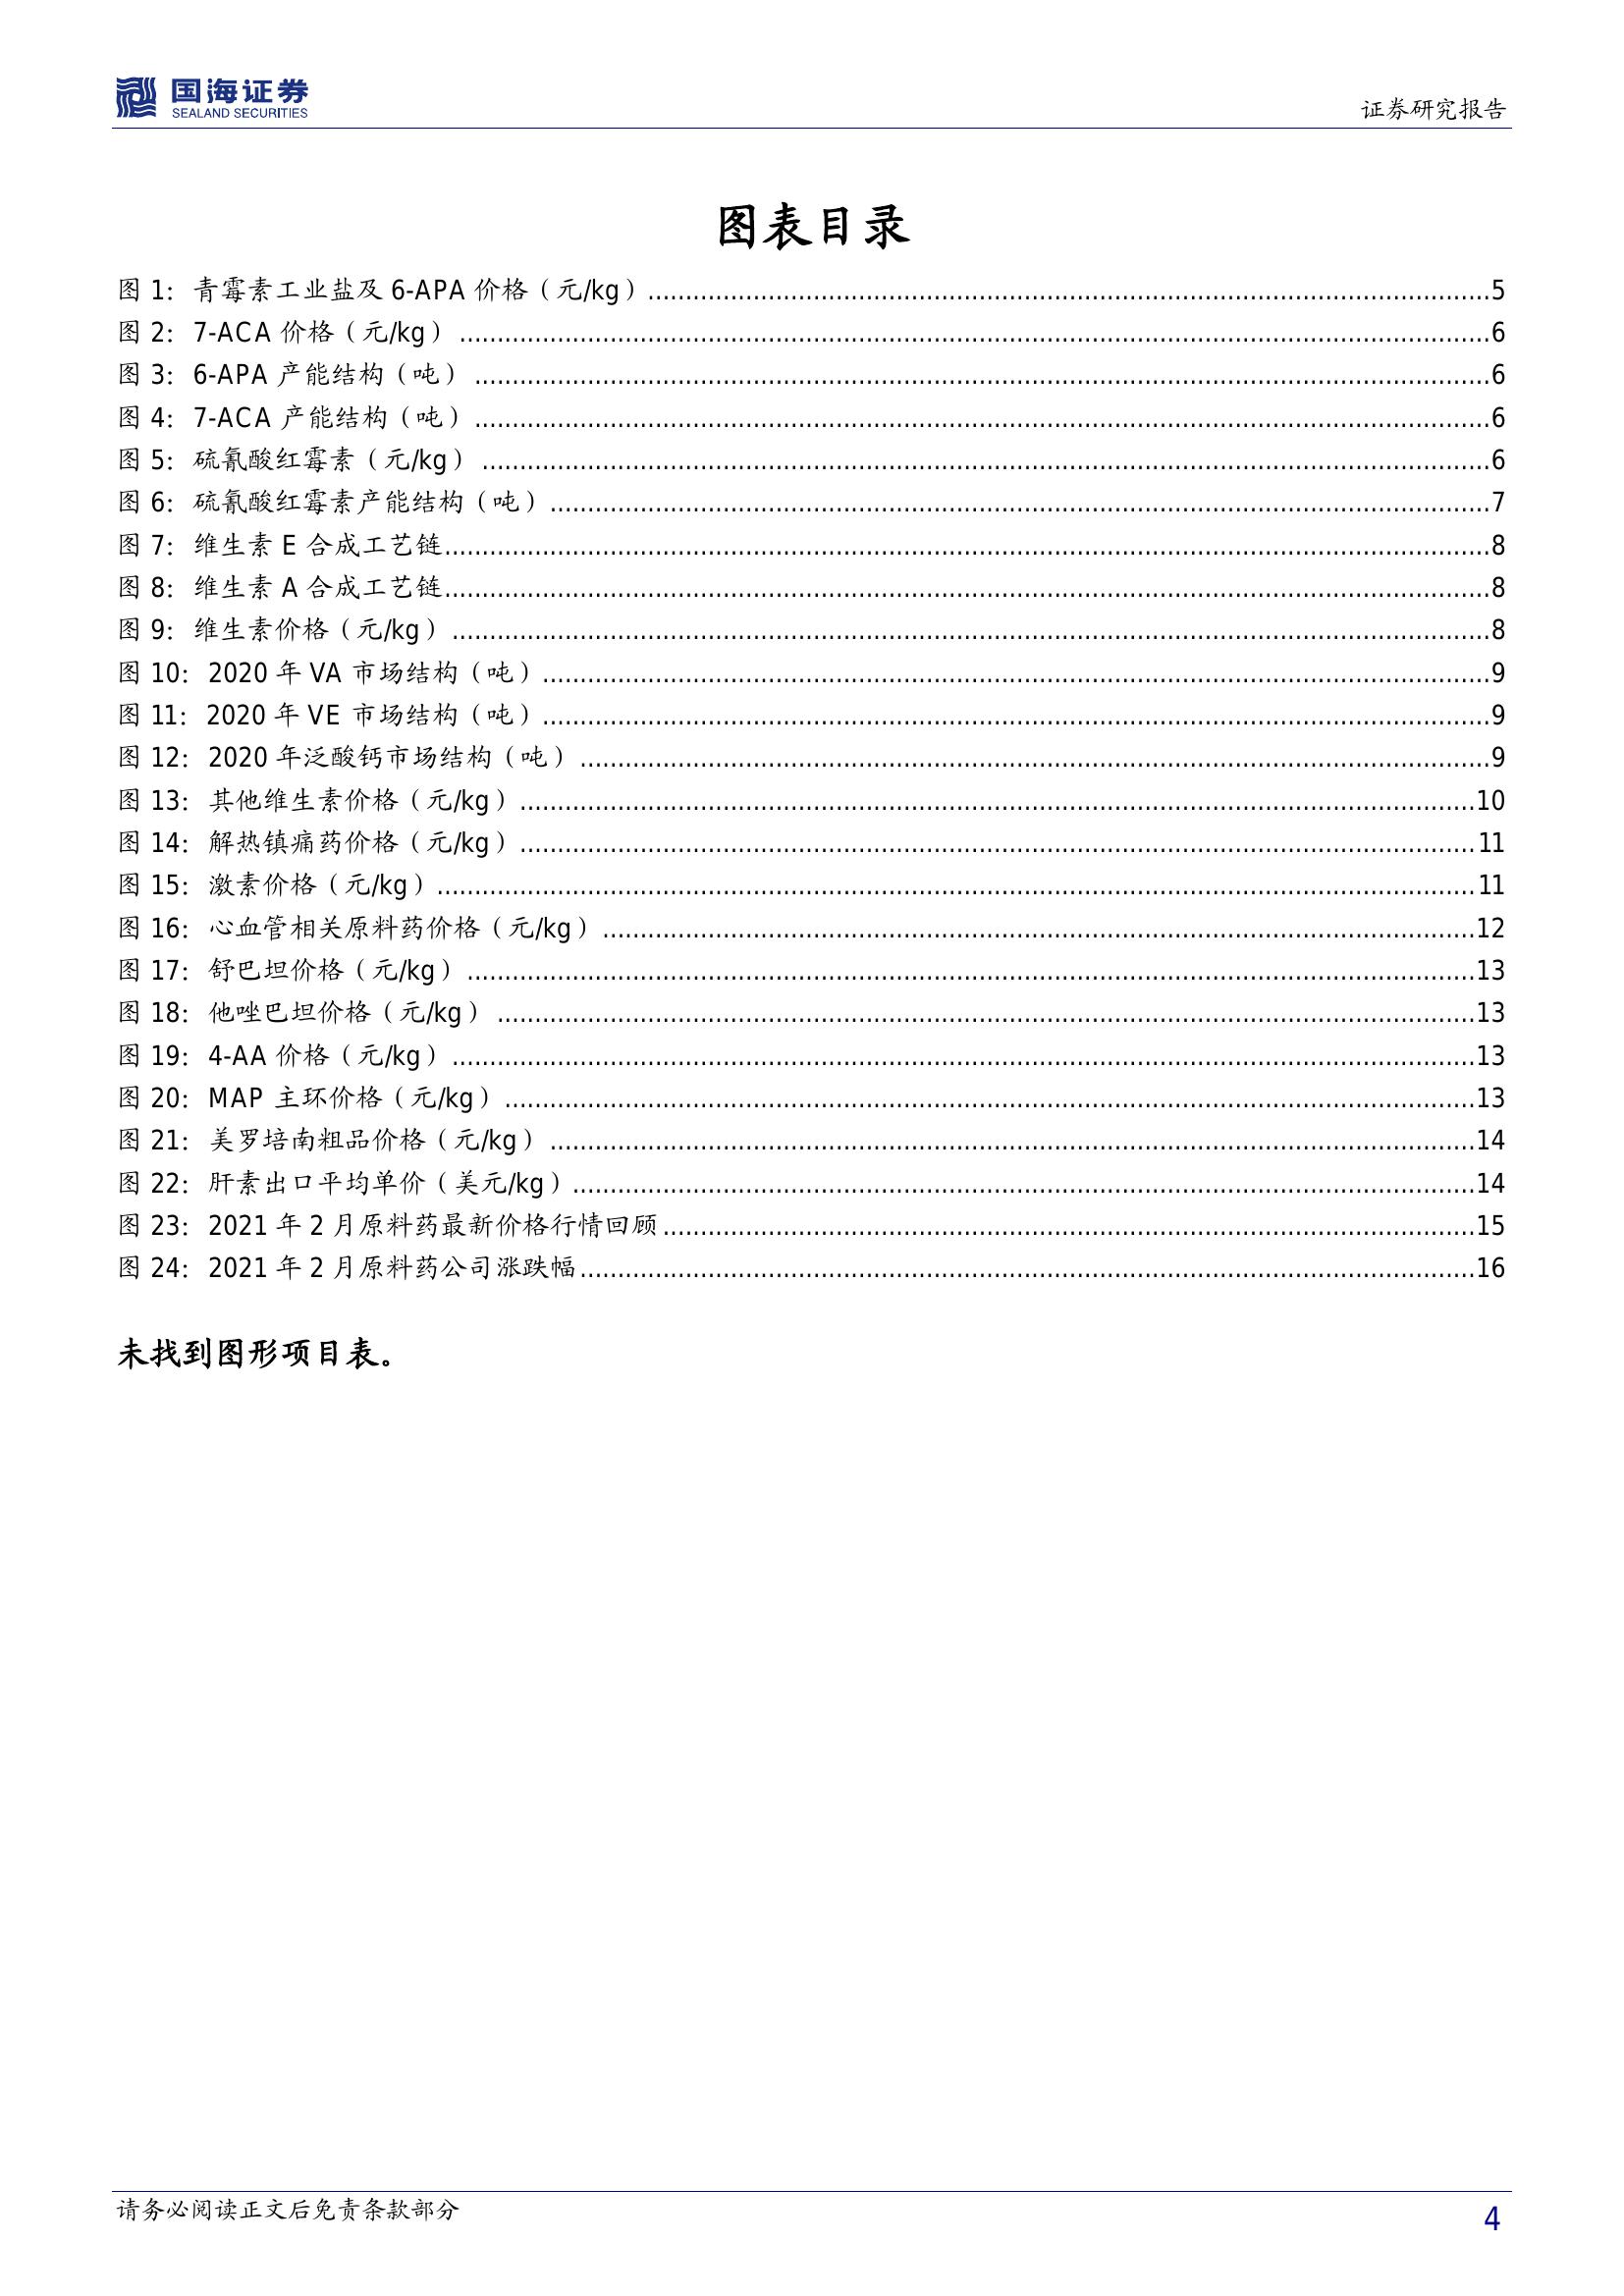 国海证券
SEALAND SECURITIES
证券研究报告
图表目录
图 1：青霉素工业盐及 6-APA 价格（元/kg）........................................5
图 2：7-ACA 价格（元/kg）........................................6
图 3：6-APA 产能结构（吨）........................................6
图 4：7-ACA 产能结构（吨）........................................6
图 5：硫氰酸红霉素（元/kg）........................................6
图 6：硫氰酸红霉素产能结构（吨）........................................7
图 7：维生素 E 合成工艺链........................................8
图 8：维生素 A 合成工艺链........................................8
图 9：维生素价格（元/kg）........................................8
图 10：2020 年 VA 市场结构（吨）........................................9
图 11：2020 年 VE 市场结构（吨）........................................9
图 12：2020 年泛酸钙市场结构（吨）........................................9
图 13：其他维生素价格（元/kg）........................................10
图 14：解热镇痛药价格（元/kg）........................................11
图 15：激素价格（元/kg）........................................11
图 16：心血管相关原料药价格（元/kg）........................................12
图 17：舒巴坦价格（元/kg）........................................13
图 18：他唑巴坦价格（元/kg）........................................13
图 19：4-AA 价格（元/kg）........................................13
图 20：MAP 主环价格（元/kg）........................................13
图 21：美罗培南粗品价格（元/kg）........................................14
图 22：肝素出口平均单价（美元/kg）........................................14
图 23：2021 年 2 月原料药最新价格行情回顾........................................15
图 24：2021 年 2 月原料药公司涨跌幅........................................16
未找到图形项目表。
请务必阅读正文后免责条款部分
4